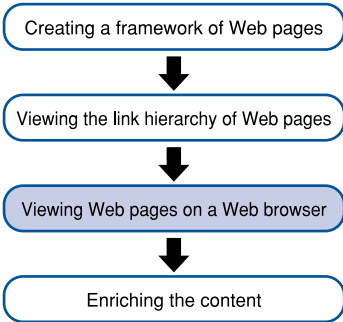 Creating a framework of Web pages
Viewing the link hierarchy of Web pages
Viewing Web pages on a Web browser
Enriching the content